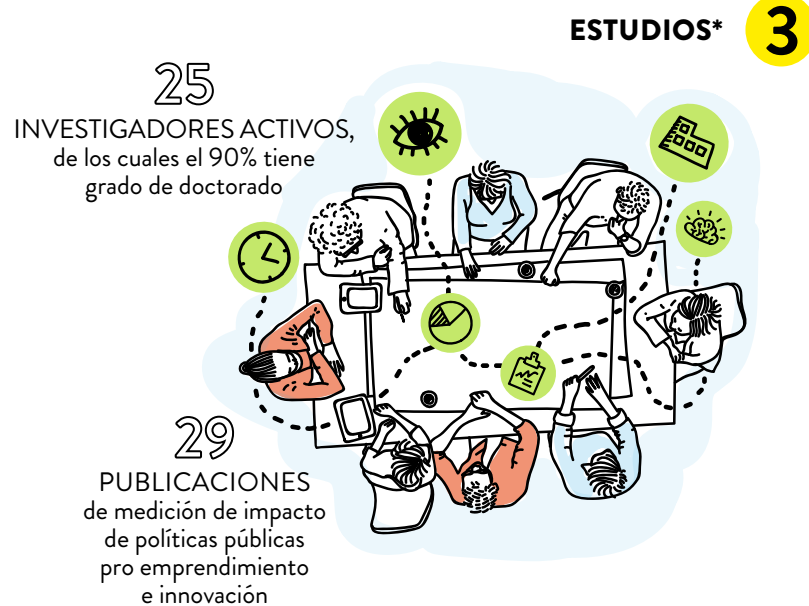 ESTUDIOS* 3
25
INVESTIGADORES ACTIVOS,
de los cuales el 90% tiene
grado de doctorado
29
PUBLICACIONES
de medición de impacto
de políticas públicas
pro emprendimiento
e innovación